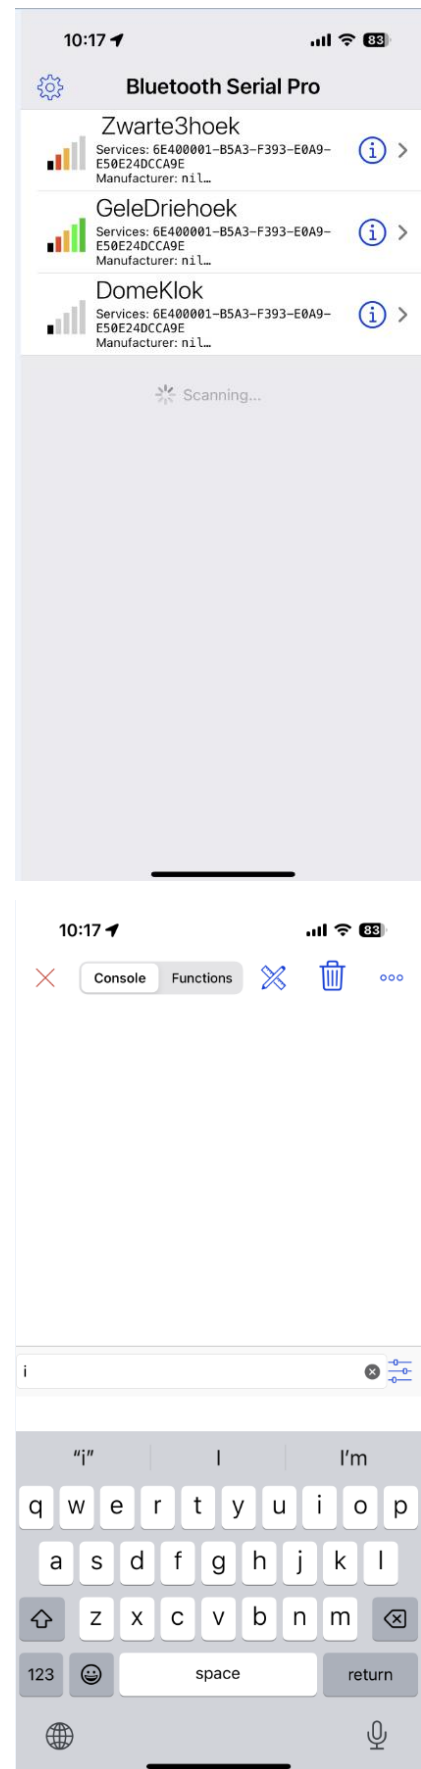 10:17
83
Bluetooth Serial Pro
Zwarte3hoek
Services: 6E400001-B5A3-F393-E0A9-
E50E24DCCA9E
Manufacturer: nil…
GeleDriehoek
Services: 6E400001-B5A3-F393-E0A9-
E50E24DCCA9E
Manufacturer: nil…
DomeKlok
Services: 6E400001-B5A3-F393-E0A9-
E50E24DCCA9E
Manufacturer: nil…
Scanning...
10:17
83
Console Functions
i
“i” I I'm
q w e r t y u i o p
a s d f g h j k l
z x c v b n m
123 space return